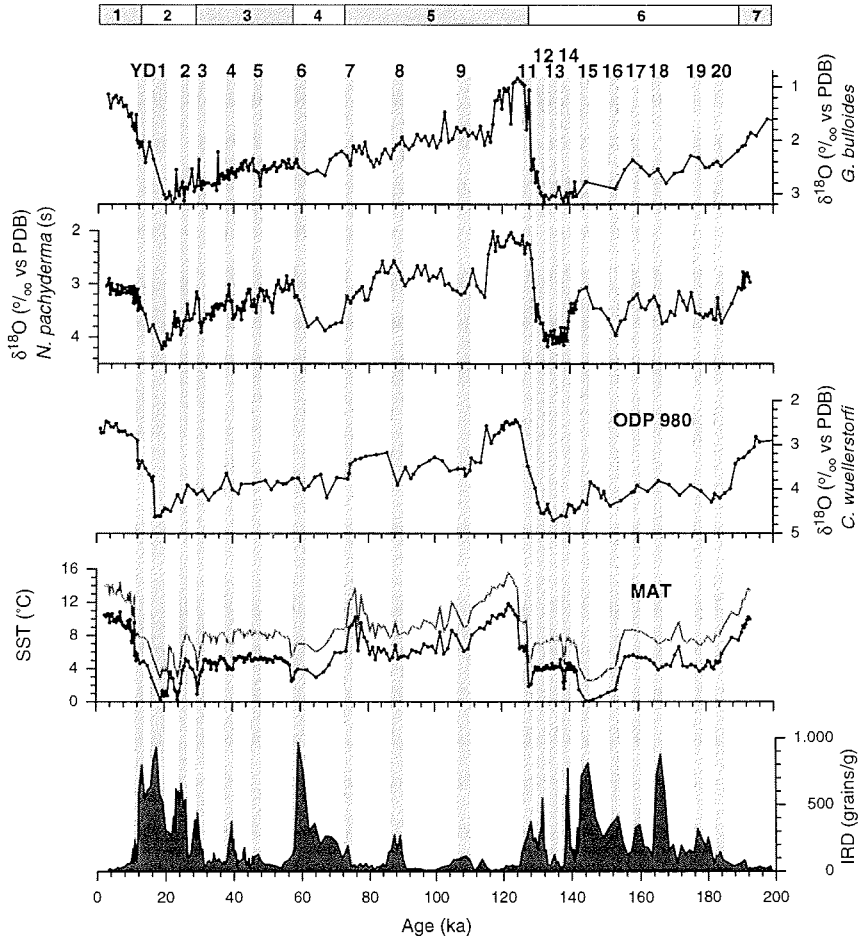 1 2 3 4 5 6 7
12 14
YD 1 2 3 4 5 6 7 8 9 11 13 15 16 17 18 19 20
1
2
3
δ18O (o/oo vs PDB)
G. bulloides
2
3
4
δ18O (o/oo vs PDB)
N. pachyderma (s)
ODP 980
2
3
4
5
δ18O (o/oo vs PDB)
C. wuellerstorfi
MAT
16
12
8
4
0
SST (°C)
1.000
500
0
IRD (grains/g)
0 20 40 60 80 100 120 140 160 180 200
Age (ka)